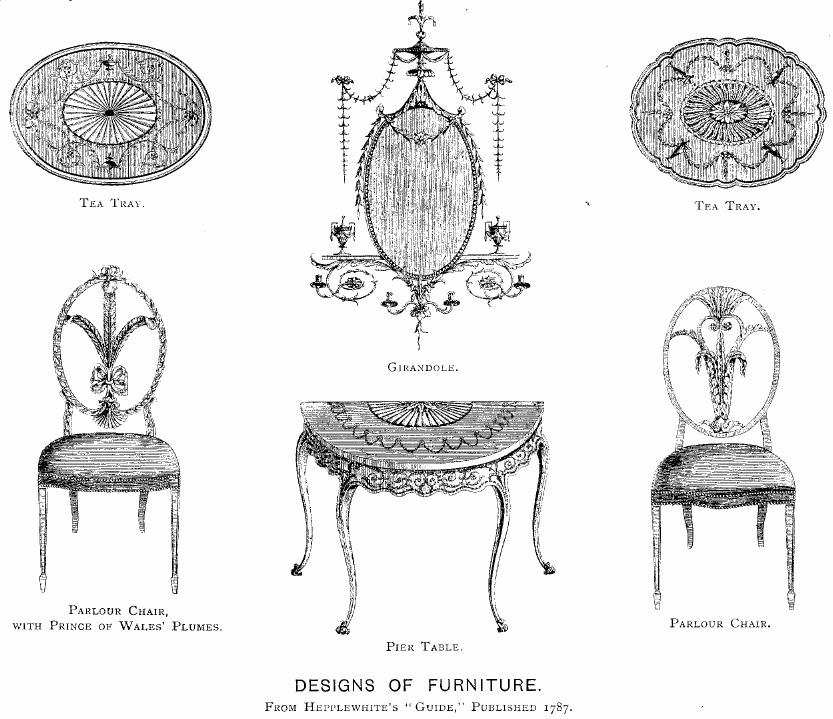 TEA TRAY.
TEA TRAY.
GIRANDOLE.
PARLOUR CHAIR,
WITH PRINCE OF WALES' PLUMES.
PARLOUR CHAIR.
PIER TABLE.
DESIGNS OF FURNITURE.
FROM HEPPLEWHITE'S "GUIDE," PUBLISHED 1787.